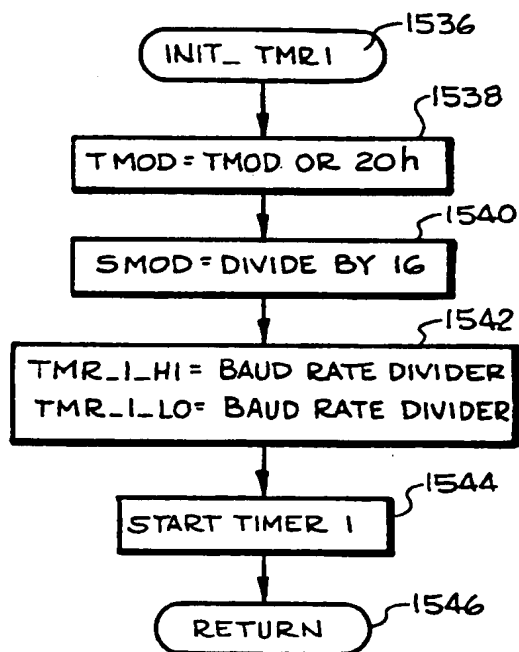 INIT_ TMR1
1536
1538
TMOD = TMOD OR 20h
1540
SMOD = DIVIDE BY 16
1542
TMR_1_HI = BAUD RATE DIVIDER
TMR_1_LO = BAUD RATE DIVIDER
1544
START TIMER 1
1546
RETURN